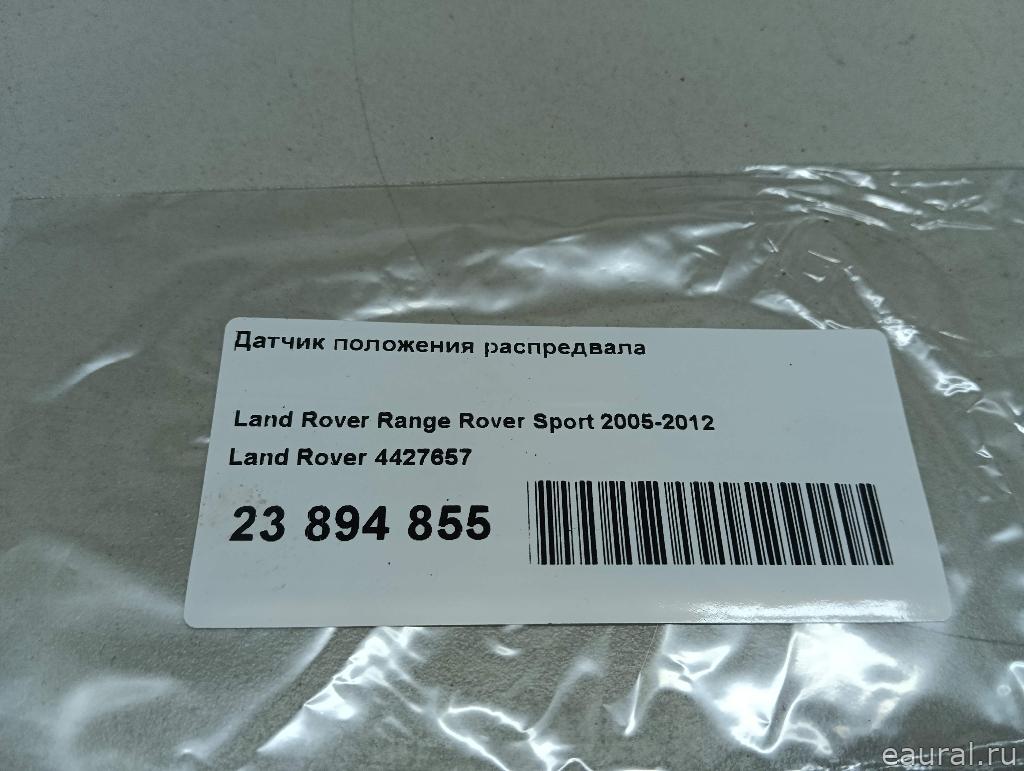 Датчик положения распредвала
Land Rover Range Rover Sport 2005-2012
Land Rover 4427657
23 894 855
eaural.ru